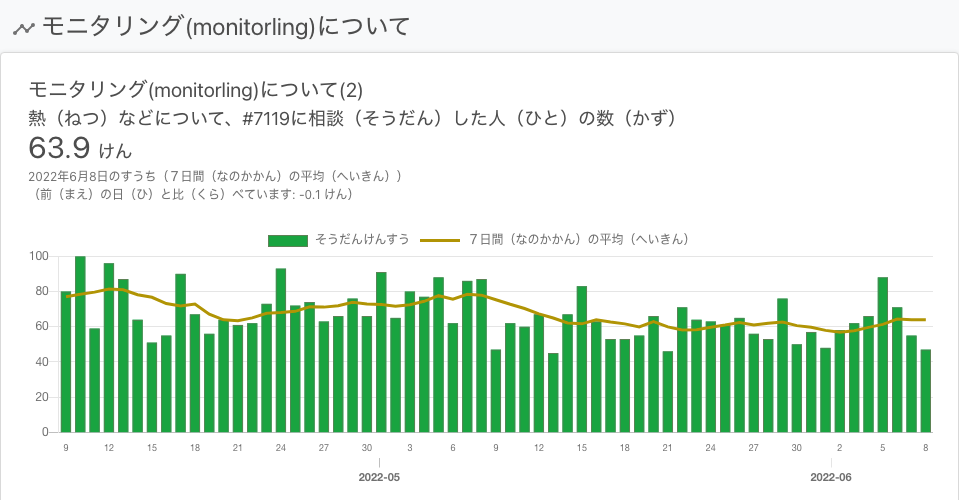 モニタリング(monitorling)について
モニタリング(monitorling)について(2)
熱（ねつ）などについて、#7119に相談（そうだん）した人（ひと）の数（かず）
63.9 けん
2022年6月8日のすうち（７日間（なのかかん）の平均（へいきん））
（前（まえ）の日（ひ）と比（くら）べています: -0.1 けん）
そうだんけんすう ７日間（なのかかん）の平均（へいきん）
100
80
60
40
20
0
9 12 15 18 21 24 27 30 3 6 9 12 15 18 21 24 27 30 2 5 8
2022-05 2022-06